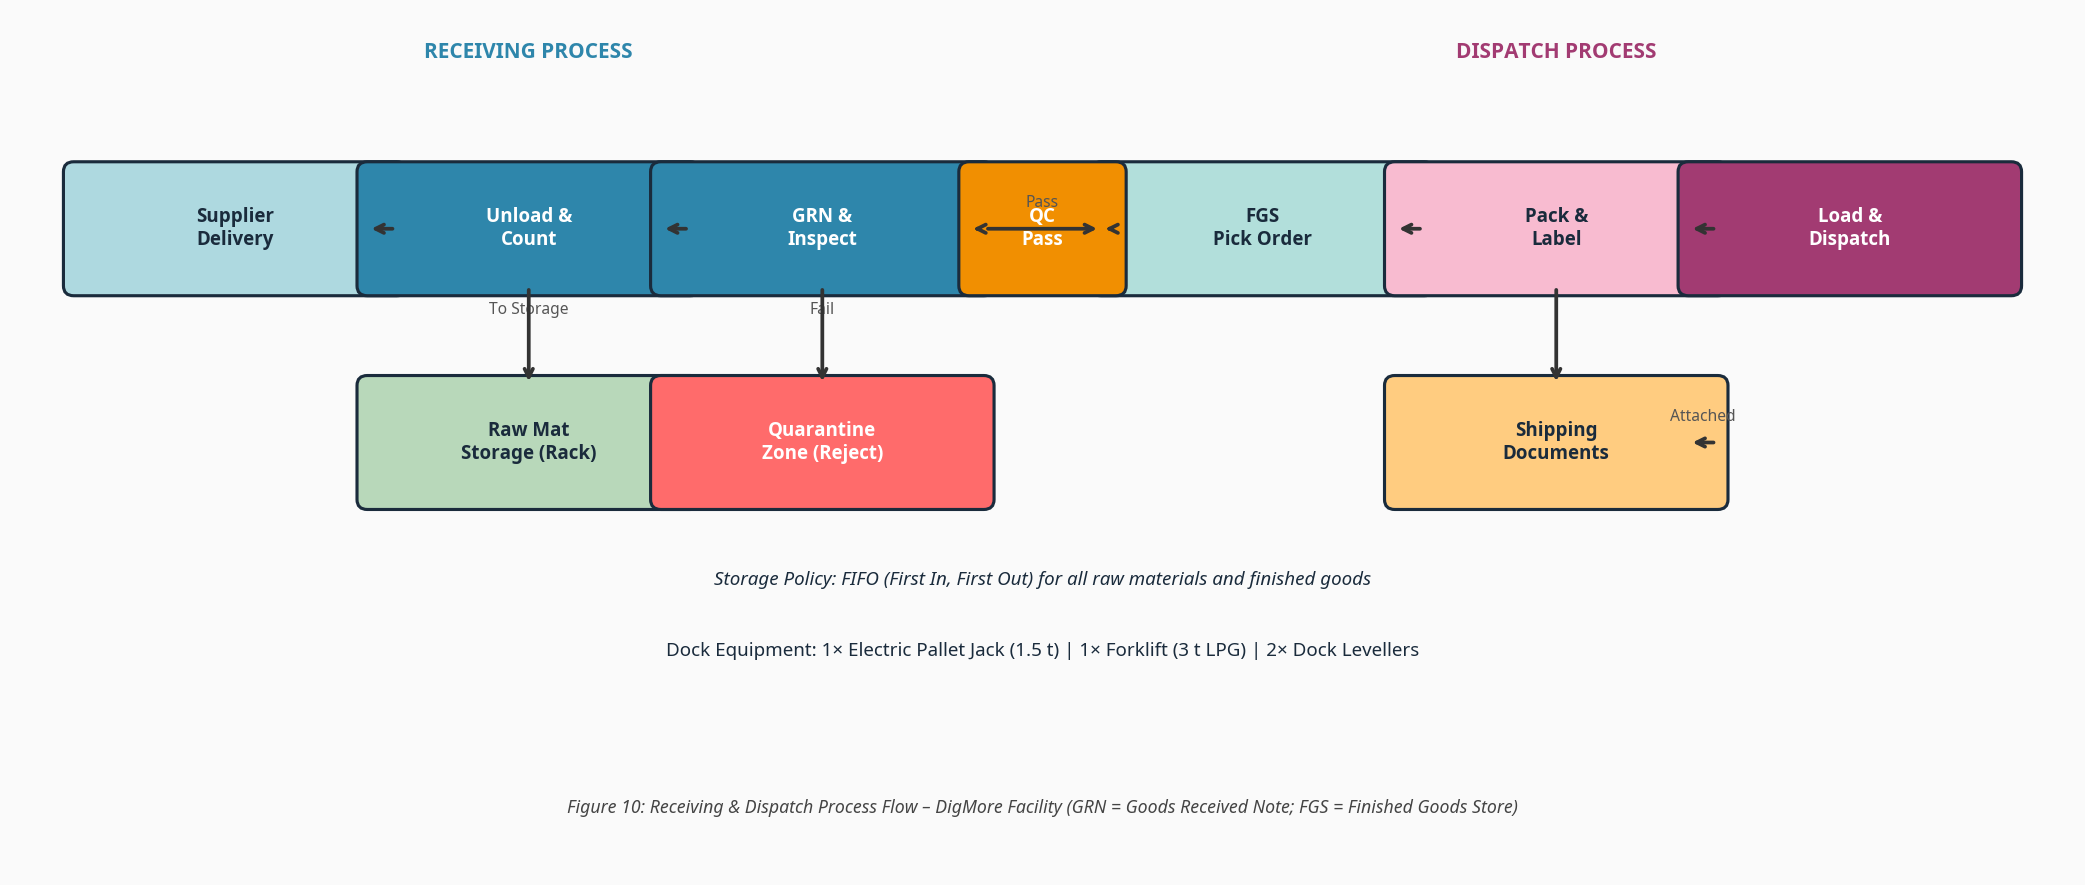 RECEIVING PROCESS
DISPATCH PROCESS
Supplier
Delivery
Unload &
Count
GRN &
Inspect
Pass
QC
Pass
FGS
Pick Order
Pack &
Label
Load &
Dispatch
To Storage
Fail
Raw Mat
Storage (Rack)
Quarantine
Zone (Reject)
Shipping
Documents
Attached
Storage Policy: FIFO (First In, First Out) for all raw materials and finished goods
Dock Equipment: 1× Electric Pallet Jack (1.5 t) | 1× Forklift (3 t LPG) | 2× Dock Levellers
Figure 10: Receiving & Dispatch Process Flow – DigMore Facility (GRN = Goods Received Note; FGS = Finished Goods Store)